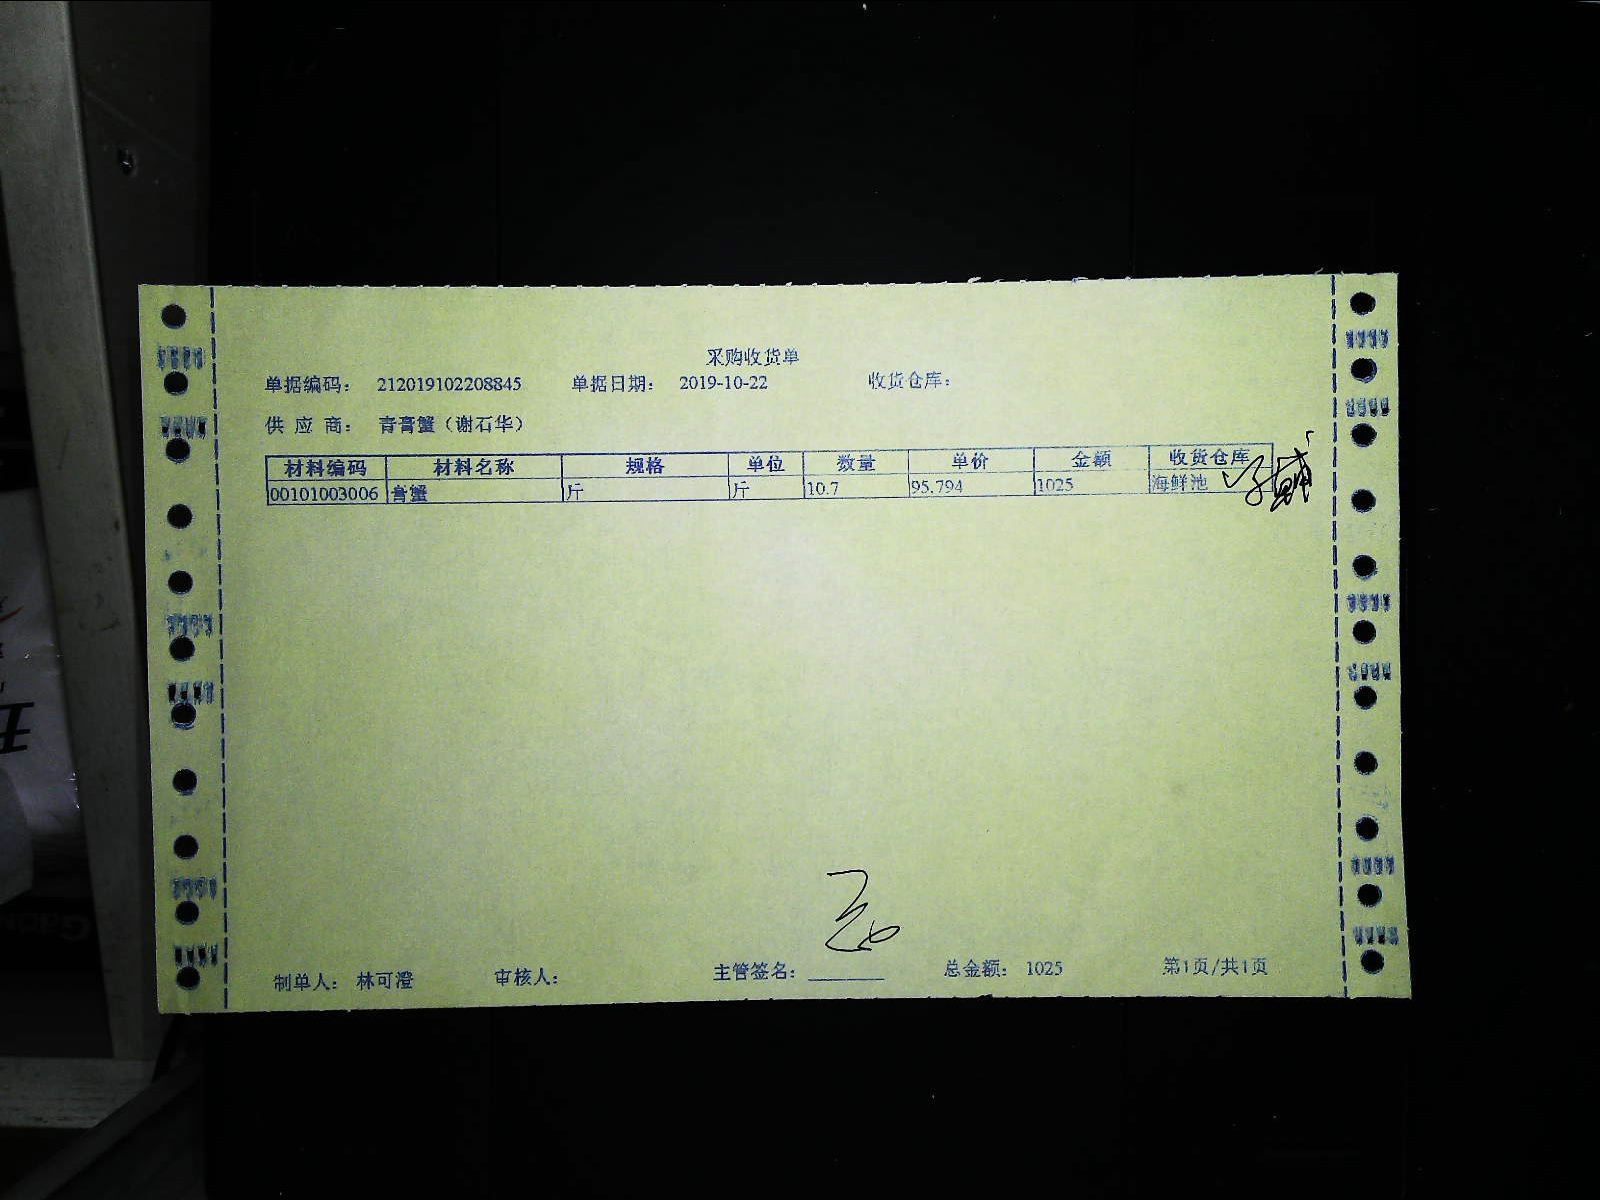 采购收货单
单据编码： 212019102208845 单据日期： 2019-10-22 收货仓库：
供 应 商： 青膏蟹（谢石华）
材料编码 材料名称 规格 单位 数量 单价 金额 收货仓库
00101003006 膏蟹 斤 斤 10.7 95.794 1025 海鲜池
制单人： 林可澄 审核人： 主管签名： 总金额： 1025 第1页/共1页